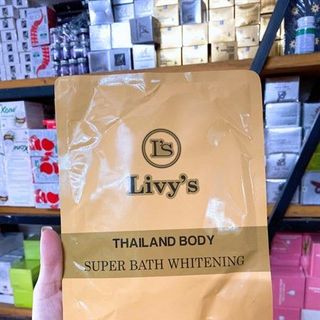 L's
Livy's
THAILAND BODY
SUPER BATH WHITENING